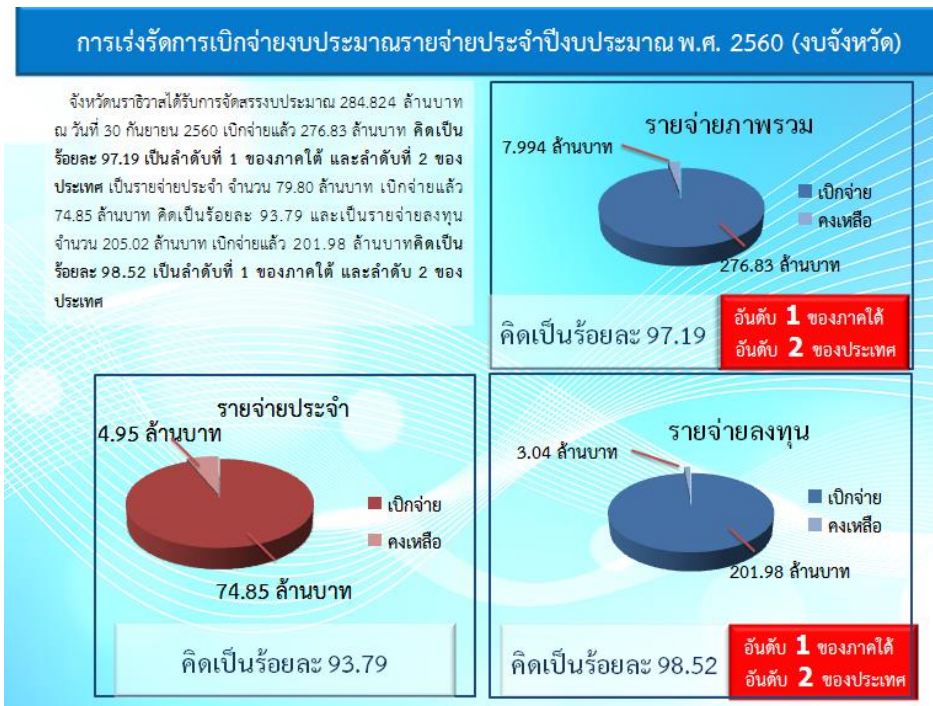 การเร่งรัดการเบิกจ่ายงบประมาณรายจ่ายประจำปีงบประมาณ พ.ศ. 2560 (งบจังหวัด)
จังหวัดนราธิวาสได้รับการจัดสรรงบประมาณ 284.824 ล้านบาท
ณ วันที่ 30 กันยายน 2560 เบิกจ่ายแล้ว 276.83 ล้านบาท คิดเป็น
ร้อยละ 97.19 เป็นลำดับที่ 1 ของภาคใต้ และลำดับที่ 2 ของ
ประเทศ เป็นรายจ่ายประจำ จำนวน 79.80 ล้านบาท เบิกจ่ายแล้ว
74.85 ล้านบาท คิดเป็นร้อยละ 93.79 และเป็นรายจ่ายลงทุน
จำนวน 205.02 ล้านบาท เบิกจ่ายแล้ว 201.98 ล้านบาทคิดเป็น
ร้อยละ 98.52 เป็นลำดับที่ 1 ของภาคใต้ และลำดับ 2 ของ
ประเทศ
รายจ่ายภาพรวม
7.994 ล้านบาท
เบิกจ่าย
คงเหลือ
276.83 ล้านบาท
คิดเป็นร้อยละ 97.19
อันดับ 1 ของภาคใต้
อันดับ 2 ของประเทศ
รายจ่ายประจำ
4.95 ล้านบาท
เบิกจ่าย
คงเหลือ
74.85 ล้านบาท
คิดเป็นร้อยละ 93.79
รายจ่ายลงทุน
3.04 ล้านบาท
เบิกจ่าย
คงเหลือ
201.98 ล้านบาท
คิดเป็นร้อยละ 98.52
อันดับ 1 ของภาคใต้
อันดับ 2 ของประเทศ